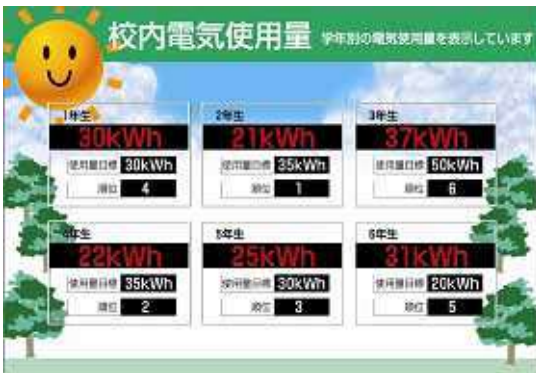 校内電気使用量 学年別の電気使用量を表示しています
1年生
30kWh
使用量目標 30kWh
順位 4
2年生
21kWh
使用量目標 35kWh
順位 1
3年生
37kWh
使用量目標 50kWh
順位 6
4年生
22kWh
使用量目標 35kWh
順位 2
5年生
25kWh
使用量目標 30kWh
順位 3
6年生
31kWh
使用量目標 20kWh
順位 5